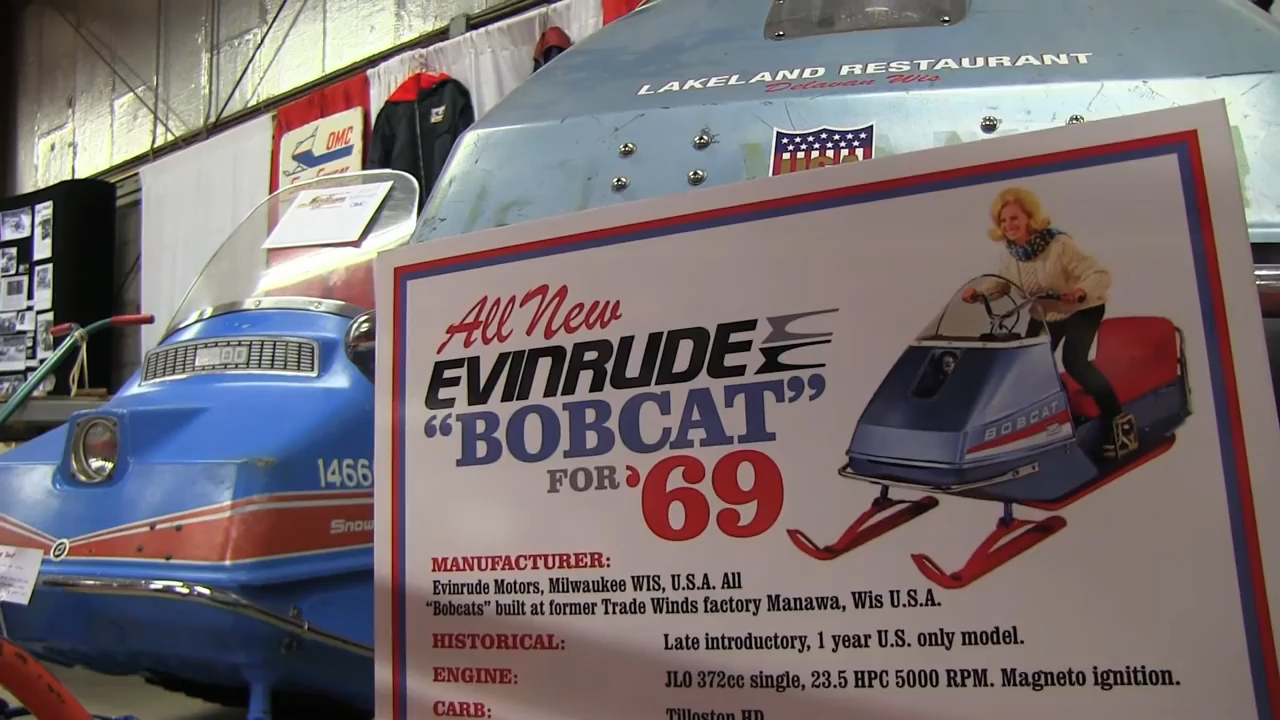 LAKELAND RESTAURANT
Delavan Wis
USA
OMC
1466
Snow
All New
EVINRUDE
“BOBCAT”
FOR ’69
BOBCAT
MANUFACTURER:
Evinrude Motors, Milwaukee WIS, U.S.A. All
“Bobcats” built at former Trade Winds factory Manawa, Wis U.S.A.
HISTORICAL: Late introductory, 1 year U.S. only model.
ENGINE: JLO 372cc single, 23.5 HPC 5000 RPM. Magneto ignition.
CARB: Tilloston HD